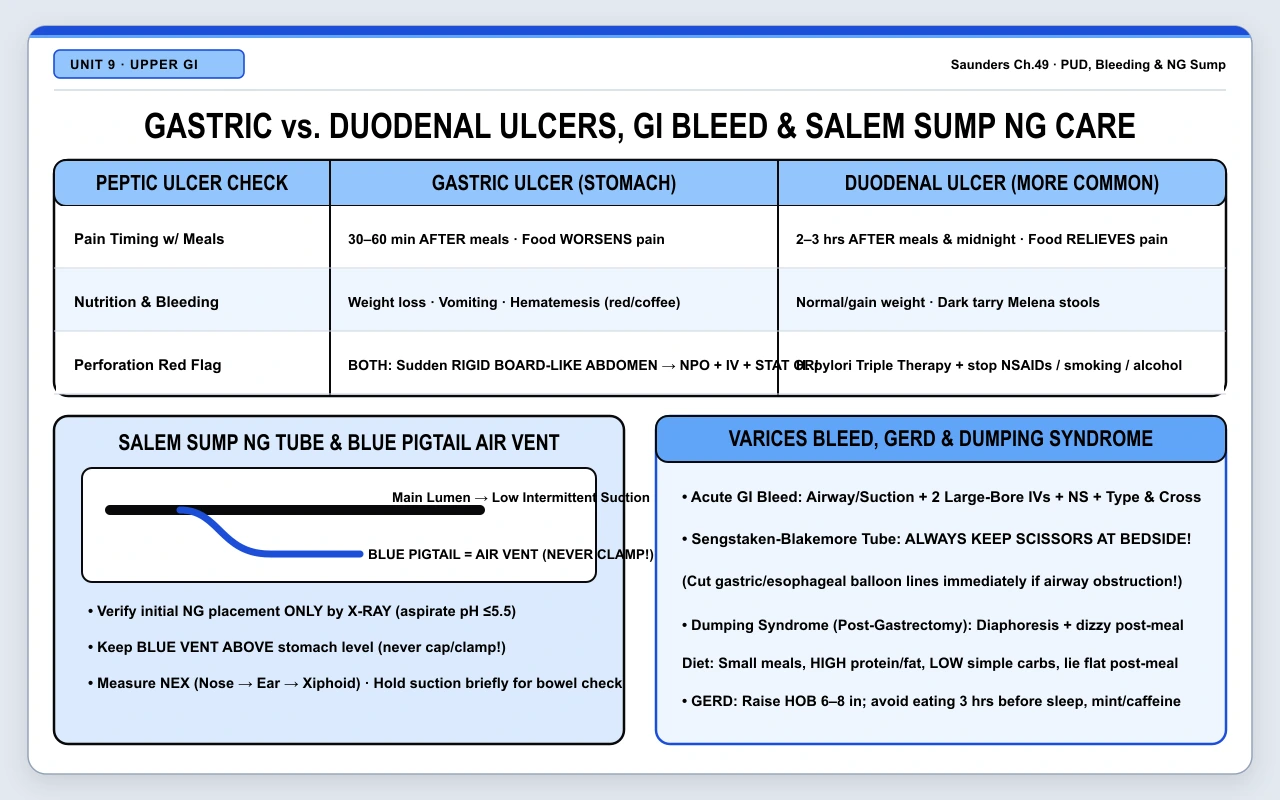 UNIT 9 · UPPER GI
Saunders Ch.49 · PUD, Bleeding & NG Sump
GASTRIC vs. DUODENAL ULCERS, GI BLEED & SALEM SUMP NG CARE
PEPTIC ULCER CHECK
GASTRIC ULCER (STOMACH)
DUODENAL ULCER (MORE COMMON)
Pain Timing w/ Meals
30–60 min AFTER meals · Food WORSENS pain
2–3 hrs AFTER meals & midnight · Food RELIEVES pain
Nutrition & Bleeding
Weight loss · Vomiting · Hematemesis (red/coffee)
Normal/gain weight · Dark tarry Melena stools
Perforation Red Flag
BOTH: Sudden RIGID BOARD-LIKE ABDOMEN → NPO + IV + STAT
pylori Triple Therapy + stop NSAIDs / smoking / alcohol
SALEM SUMP NG TUBE & BLUE PIGTAIL AIR VENT
Main Lumen → Low Intermittent Suction
BLUE PIGTAIL = AIR VENT (NEVER CLAMP!)
• Verify initial NG placement ONLY by X-RAY (aspirate pH ≤5.5)
• Keep BLUE VENT ABOVE stomach level (never cap/clamp!)
• Measure NEX (Nose → Ear → Xiphoid) · Hold suction briefly for bowel check
VARICES BLEED, GERD & DUMPING SYNDROME
• Acute GI Bleed: Airway/Suction + 2 Large-Bore IVs + NS + Type & Cross
• Sengstaken-Blakemore Tube: ALWAYS KEEP SCISSORS AT BEDSIDE!
(Cut gastric/esophageal balloon lines immediately if airway obstruction!)
• Dumping Syndrome (Post-Gastrectomy): Diaphoresis + dizzy post-meal
Diet: Small meals, HIGH protein/fat, LOW simple carbs, lie flat post-meal
• GERD: Raise HOB 6–8 in; avoid eating 3 hrs before sleep, mint/caffeine